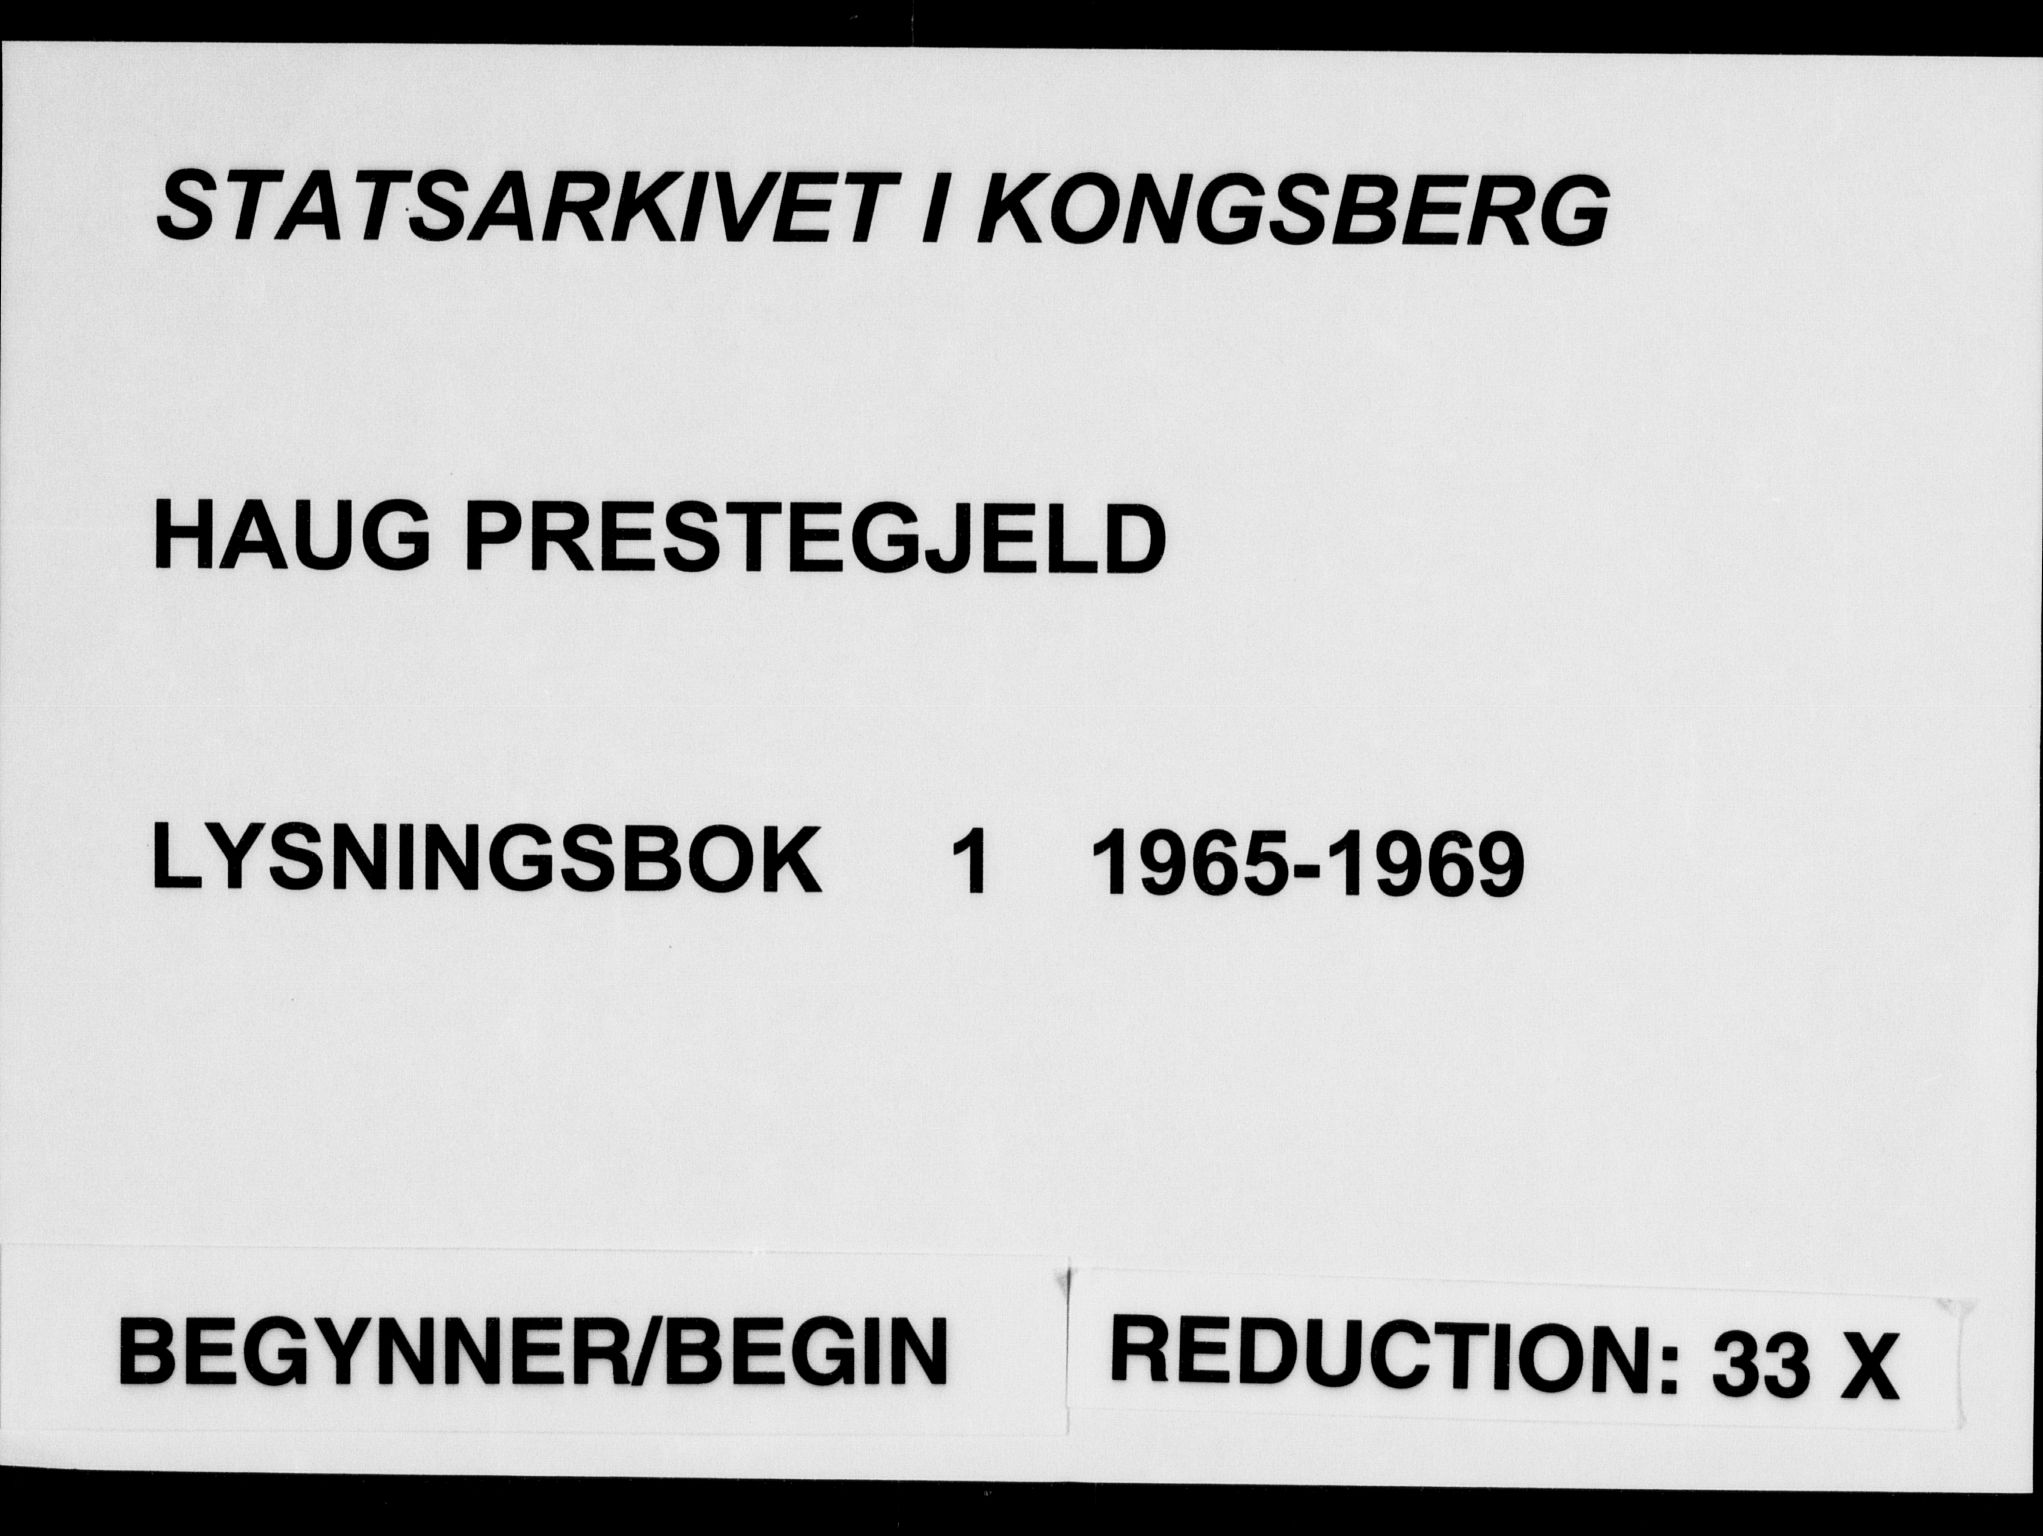 STATSARKIVET I KONGSBERG
HAUG PRESTEGJELD
LYSNINGSBOK 1 1965-1969
BEGYNNER/BEGIN
REDUCTION: 33 X